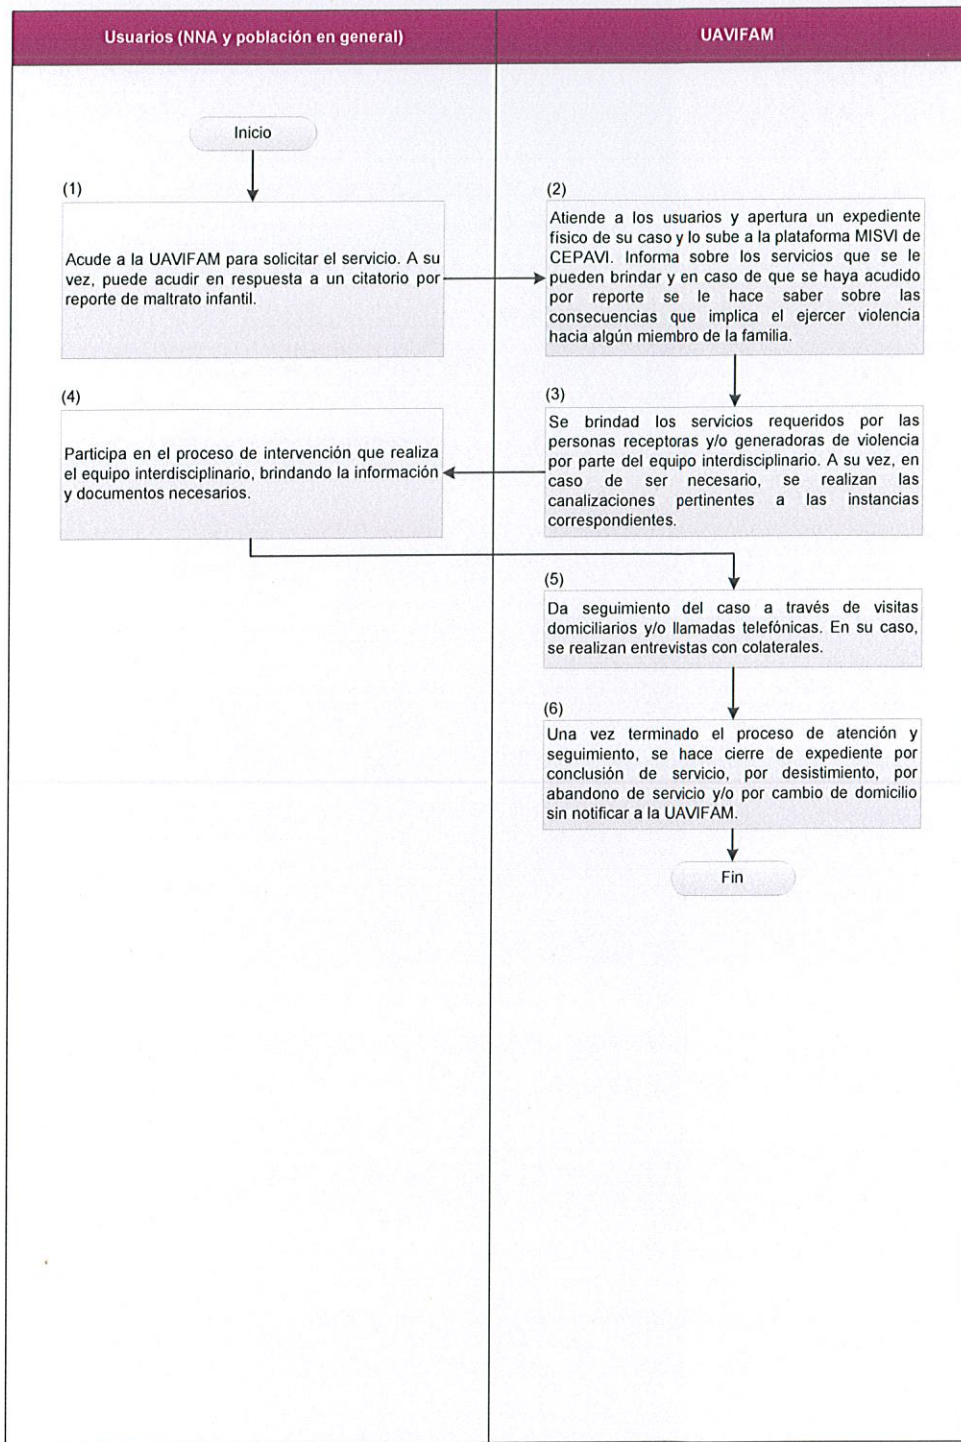 Usuarios (NNA y población en general)
UAVIFAM
Inicio
(1)
Acude a la UAVIFAM para solicitar el servicio. A su
vez, puede acudir en respuesta a un citatorio por
reporte de maltrato infantil.
(2)
Atiende a los usuarios y apertura un expediente
físico de su caso y lo sube a la plataforma MISVI de
CEPAVI. Informa sobre los servicios que se le
pueden brindar y en caso de que se haya acudido
por reporte se le hace saber sobre las
consecuencias que implica el ejercer violencia
hacia algún miembro de la familia.
(3)
Se brindad los servicios requeridos por las
personas receptoras y/o generadoras de violencia
por parte del equipo interdisciplinario. A su vez, en
caso de ser necesario, se realizan las
canalizaciones pertinentes a las instancias
correspondientes.
(4)
Participa en el proceso de intervención que realiza
el equipo interdisciplinario, brindando la información
y documentos necesarios.
(5)
Da seguimiento del caso a través de visitas
domiciliarios y/o llamadas telefónicas. En su caso,
se realizan entrevistas con colaterales.
(6)
Una vez terminado el proceso de atención y
seguimiento, se hace cierre de expediente por
conclusión de servicio, por desistimiento, por
abandono de servicio y/o por cambio de domicilio
sin notificar a la UAVIFAM.
Fin